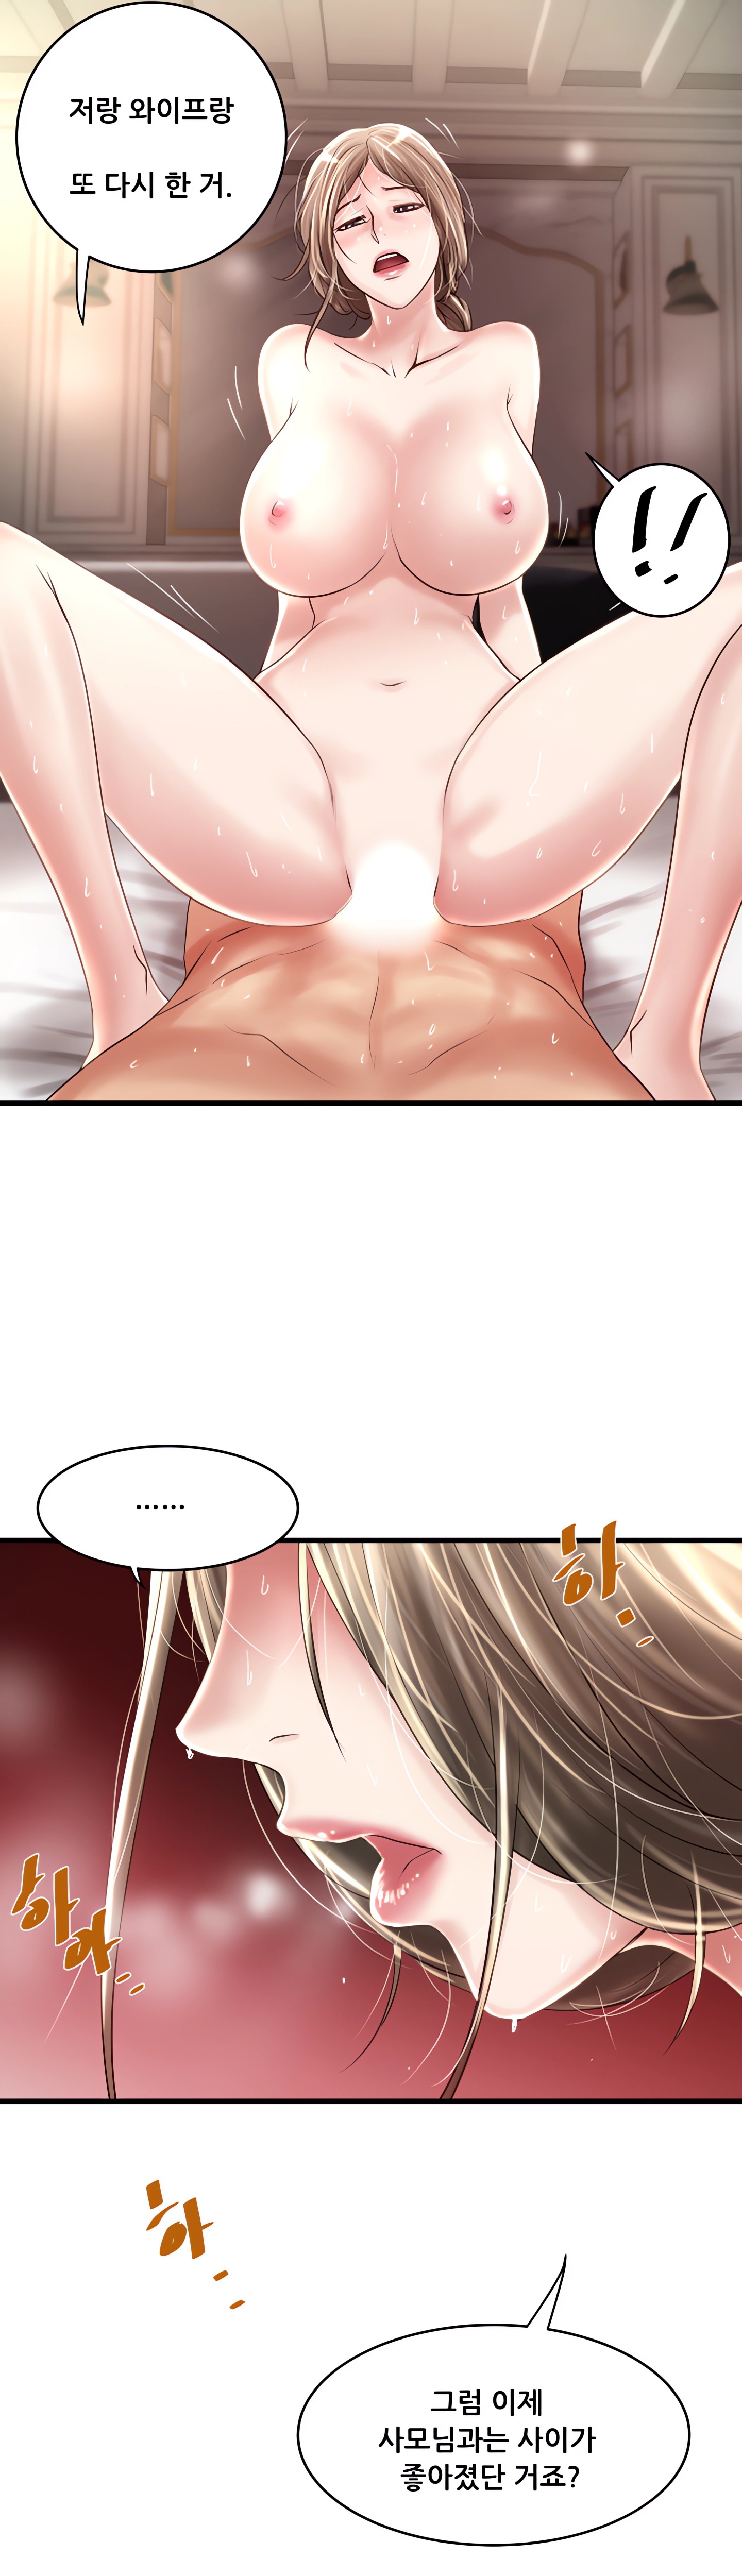 저랑 와이프랑
또 다시 한 거.
!!
······
하
하아
하
그럼 이제
사모님과는 사이가
좋아졌단 거죠?